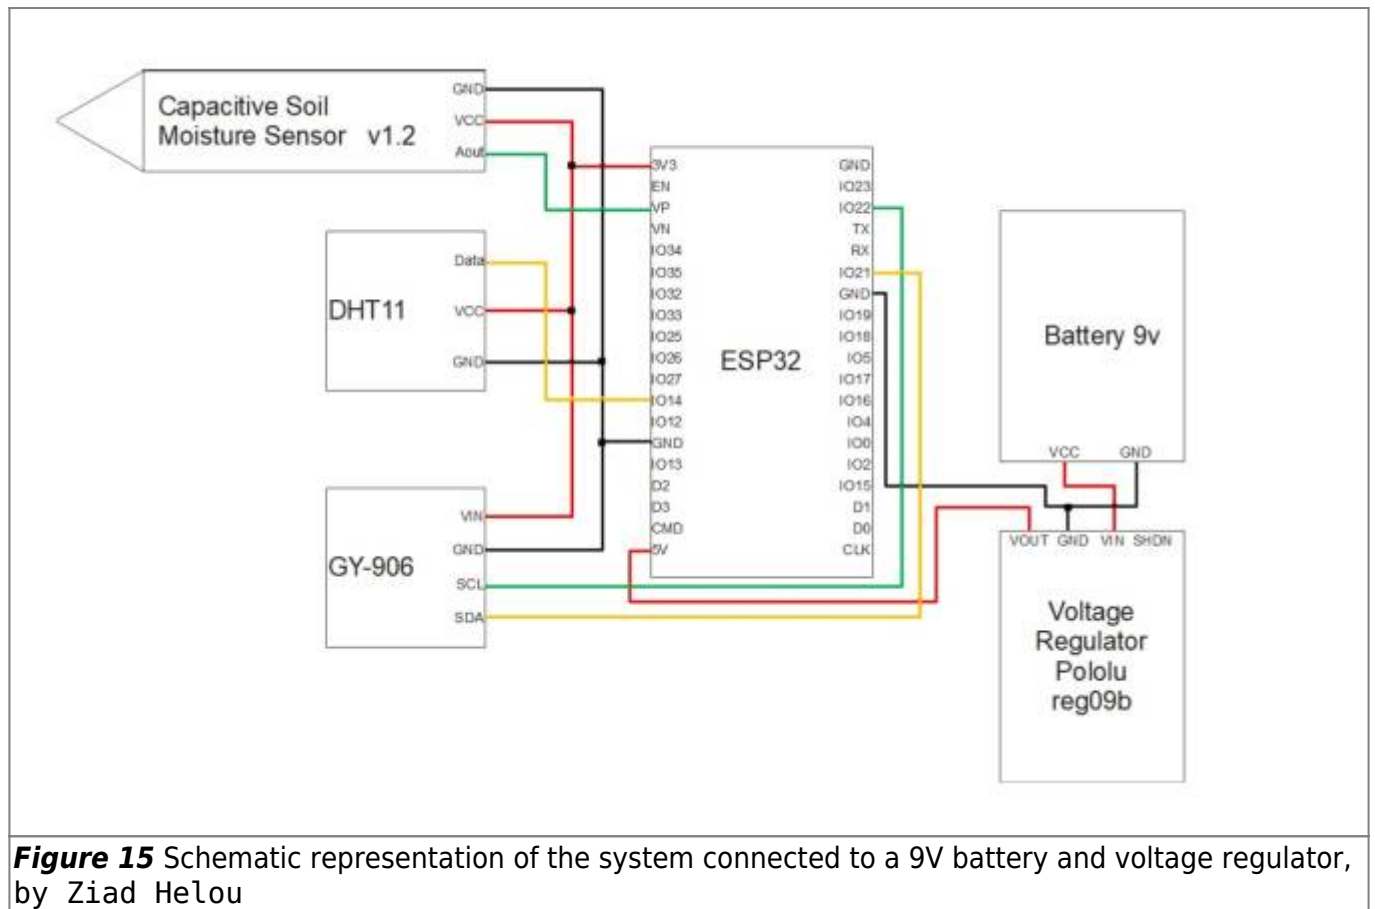 GND
Capacitive Soil
Moisture Sensor v1.2
VCC
Aout
3V3
EN
VP
VN
IO34
IO35
IO32
IO33
IO25
IO26
IO27
IO14
IO12
GND
IO13
D2
D3
CMD
5V
ESP32
GND
IO23
IO22
TX
RX
IO21
GND
IO19
IO18
IO5
IO17
IO16
IO4
IO0
IO2
IO15
D1
D0
CLK
Data
DHT11
VCC
GND
VIN
GND
GY-906
SCL
SDA
Battery 9v
VCC GND
VOUT GND VIN SHDN
Voltage
Regulator
Pololu
reg09b
Figure 15 Schematic representation of the system connected to a 9V battery and voltage regulator,
by Ziad Helou